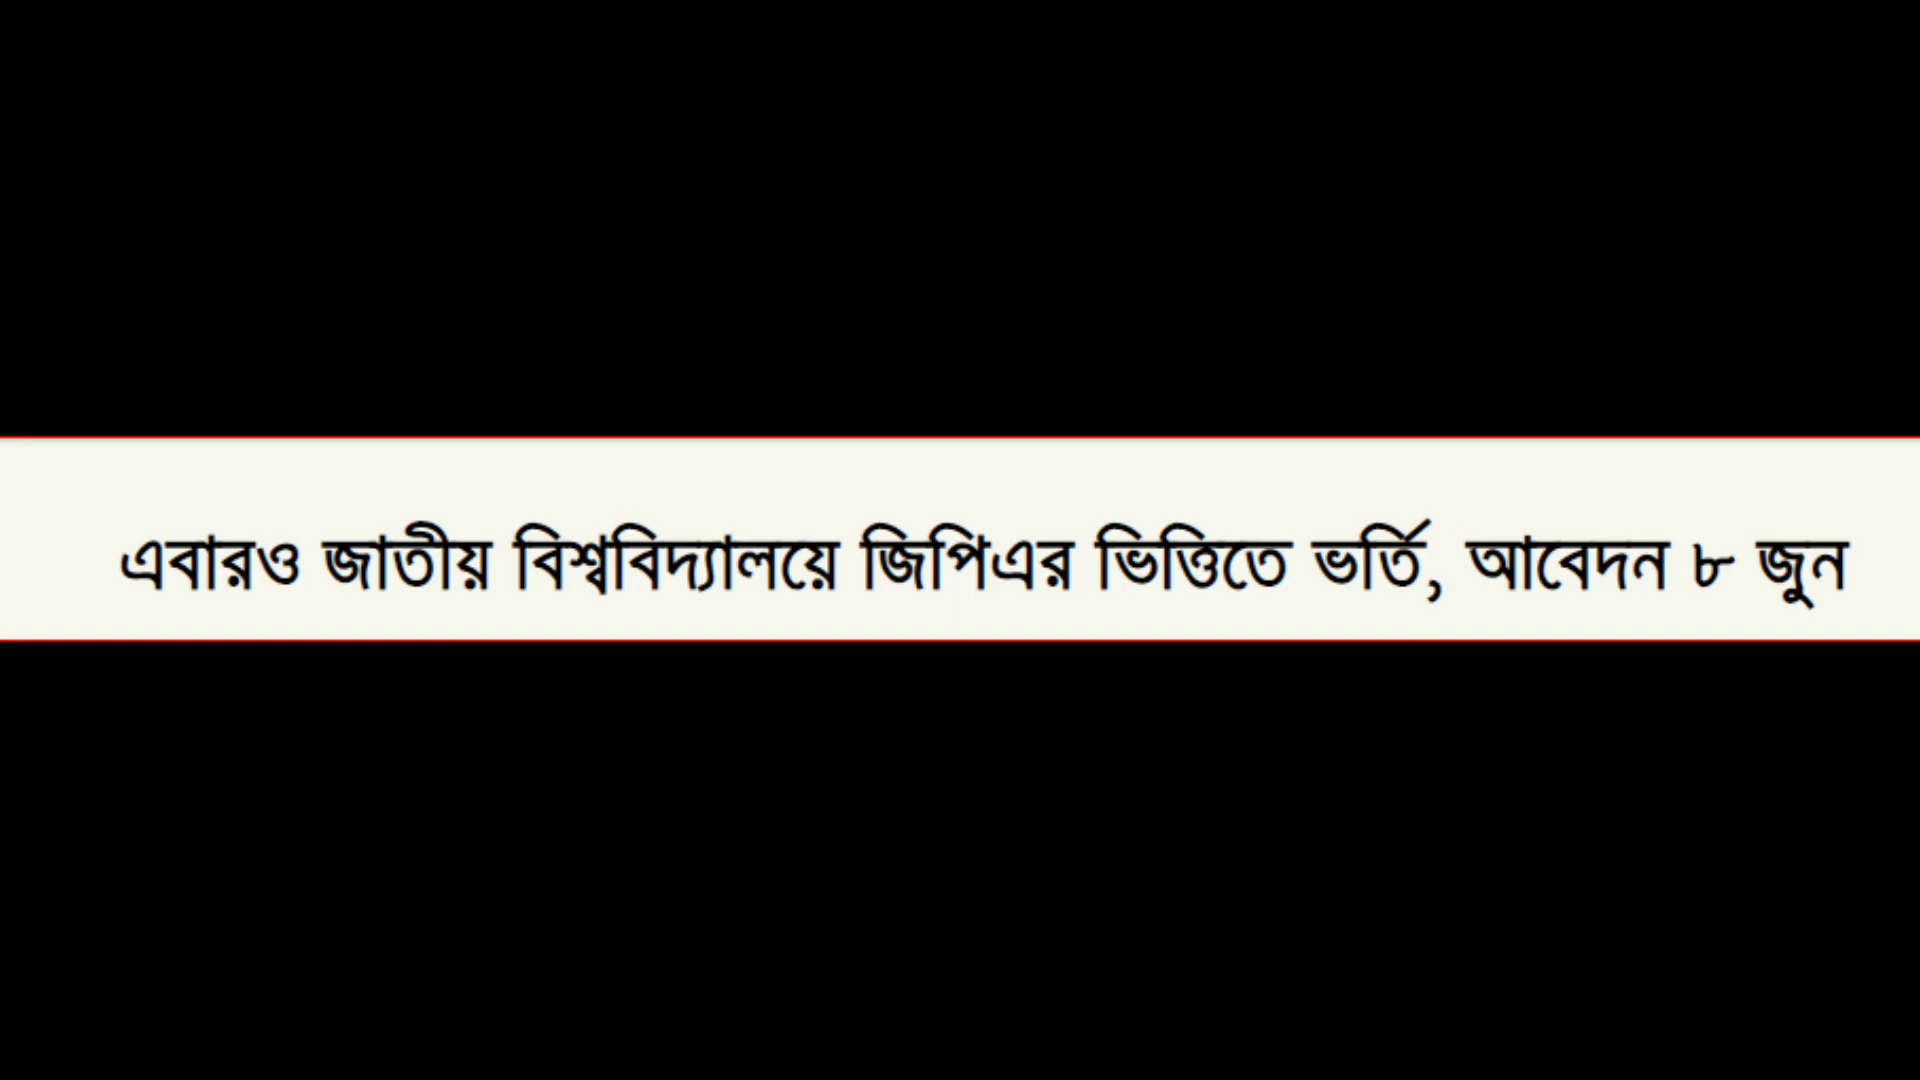 এবারও জাতীয় বিশ্ববিদ্যালয়ে জিপিএর ভিত্তিতে ভর্তি, আবেদন ৮ জুন